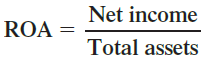 ROA = Net income
Total assets